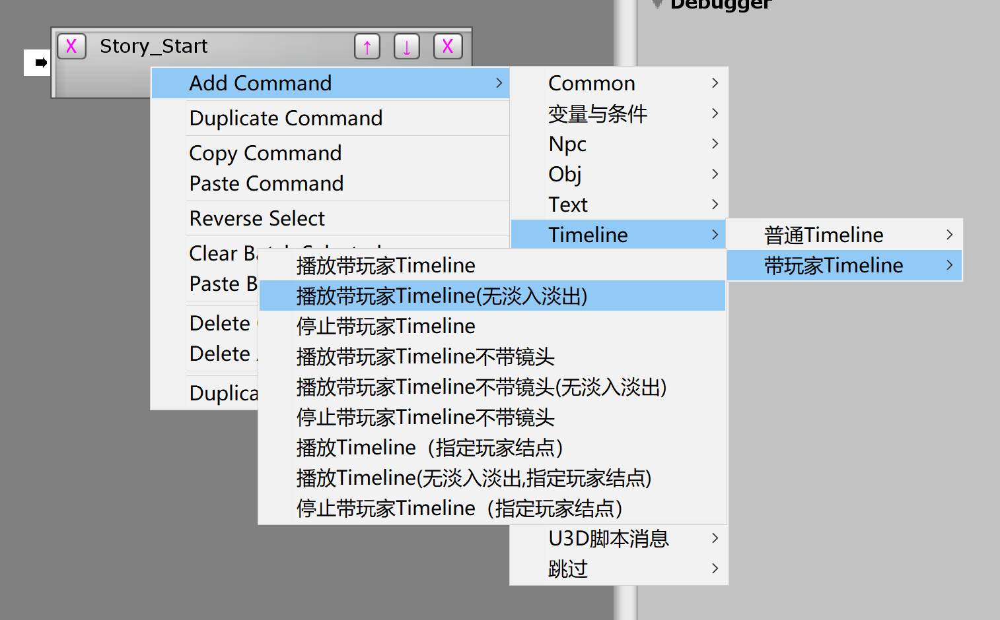 Debugger
X Story_Start ↑ ↓ X
Add Command
Duplicate Command
Copy Command
Paste Command
Reverse Select
Clear
Paste
Delete
Delete
Common
变量与条件
Npc
Obj
Text
Timeline
普通Timeline
带玩家Timeline
播放带玩家Timeline
播放带玩家Timeline(无淡入淡出)
停止带玩家Timeline
播放带玩家Timeline不带镜头
播放带玩家Timeline不带镜头(无淡入淡出)
停止带玩家Timeline不带镜头
播放Timeline（指定玩家结点）
播放Timeline(无淡入淡出,指定玩家结点)
停止带玩家Timeline（指定玩家结点）
U3D脚本消息
跳过